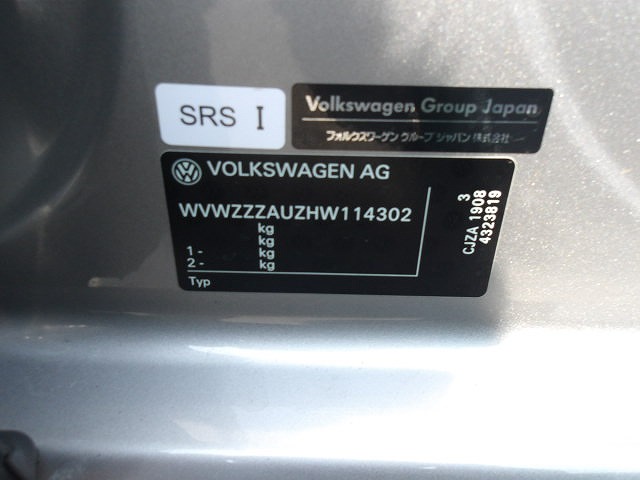 SRS I
Volkswagen Group Japan
フォルクスワーゲン グループ ジャパン 株式会社
VOLKSWAGEN AG
WVWZZZAUZHW114302
kg
kg
1 - kg
2 - kg
Typ
3
CJZA 1908
4323819